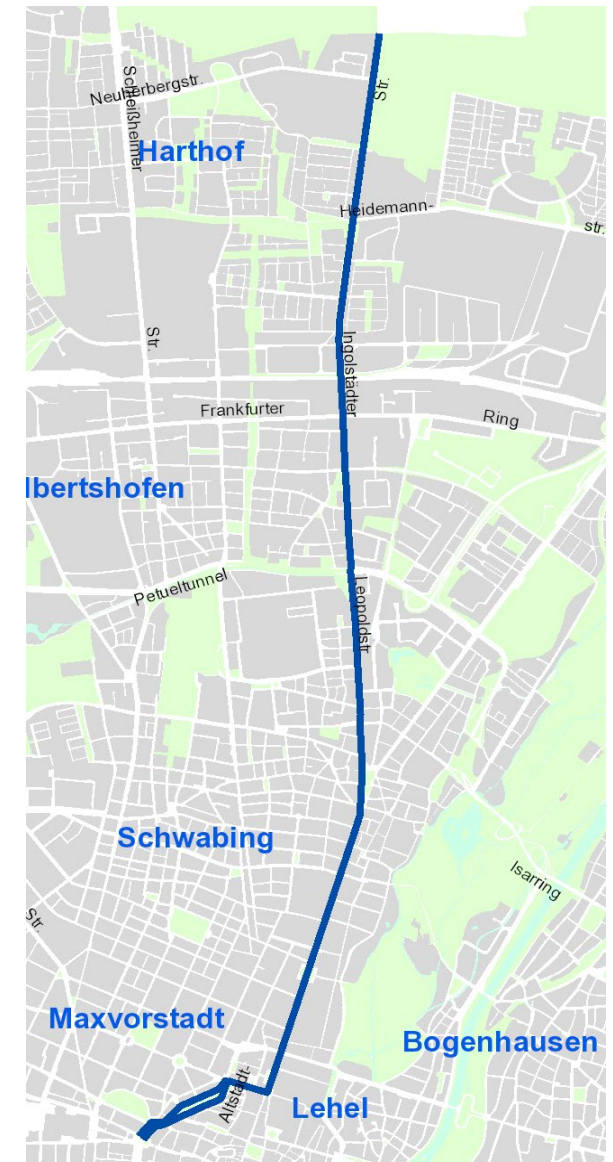 Neuherbergstr.
Schleißheimer
Str.
Harthof
Heidemann-
str.
Str.
Ingolstädter
Frankfurter
Ring
lbertshofen
Petueltunnel
Leopoldstr.
Schwabing
Isarring
Str.
Maxvorstadt
Bogenhausen
Altstadt-
Lehel